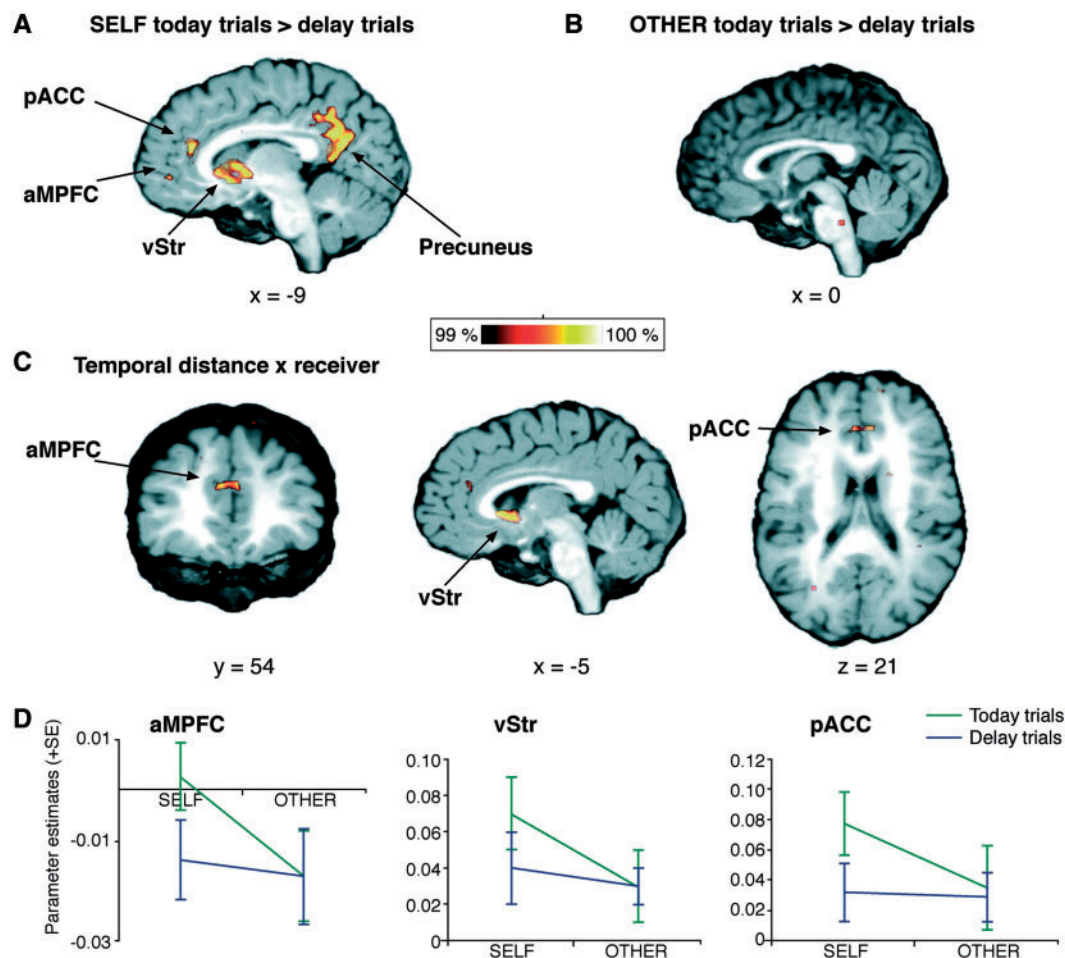 A SELF today trials > delay trials
B OTHER today trials > delay trials
pACC
aMPFC
vStr
Precuneus
x = -9
x = 0
99 % 100 %
C Temporal distance x receiver
aMPFC
vStr
pACC
y = 54
x = -5
z = 21
D
aMPFC
Parameter estimates (+SE)
0.01
-0.01
-0.03
SELF OTHER
vStr
0.10
0.08
0.06
0.04
0.02
0
SELF OTHER
pACC
0.12
0.10
0.08
0.06
0.04
0.02
0
SELF OTHER
Today trials
Delay trials